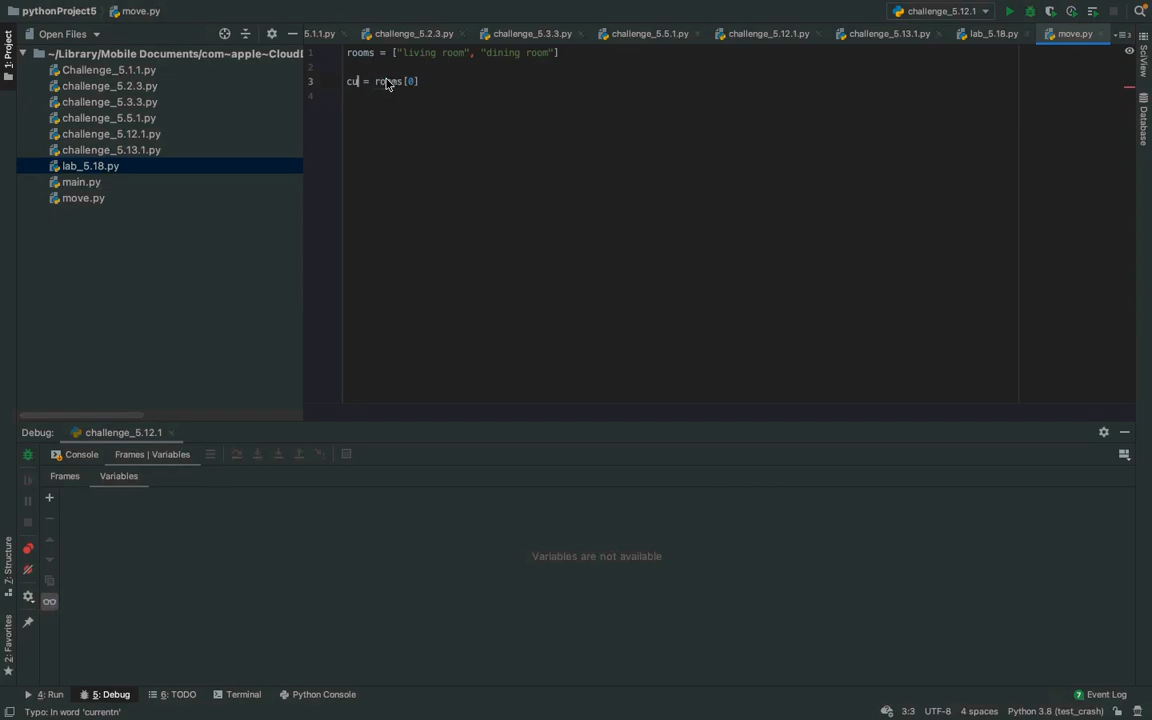 pythonProject5 move.py challenge_5.12.1
1: Project Open Files 5.1.1.py challenge_5.2.3.py challenge_3.3.py challenge_5.5.1.py challenge_5.12.1.py challenge_5.13.1.py lab_5.18.py move.py
~/Library/Mobile Documents/com~apple~CloudD
Challenge_5.1.1.py
challenge_5.2.3.py
challenge_3.3.py
challenge_5.5.1.py
challenge_5.12.1.py
challenge_5.13.1.py
lab_5.18.py
main.py
move.py
1 rooms = ["living room", "dining room"]
2
3 cu = rooms[0]
4
SciView
Database
Debug: challenge_5.12.1
Console Frames | Variables
Frames Variables
Variables are not available
7: Structure
2: Favorites
4: Run 5: Debug 6: TODO Terminal Python Console 7 Event Log
Typo: In word 'currentn' 3:3 UTF-8 4 spaces Python 3.8 (test_crash)